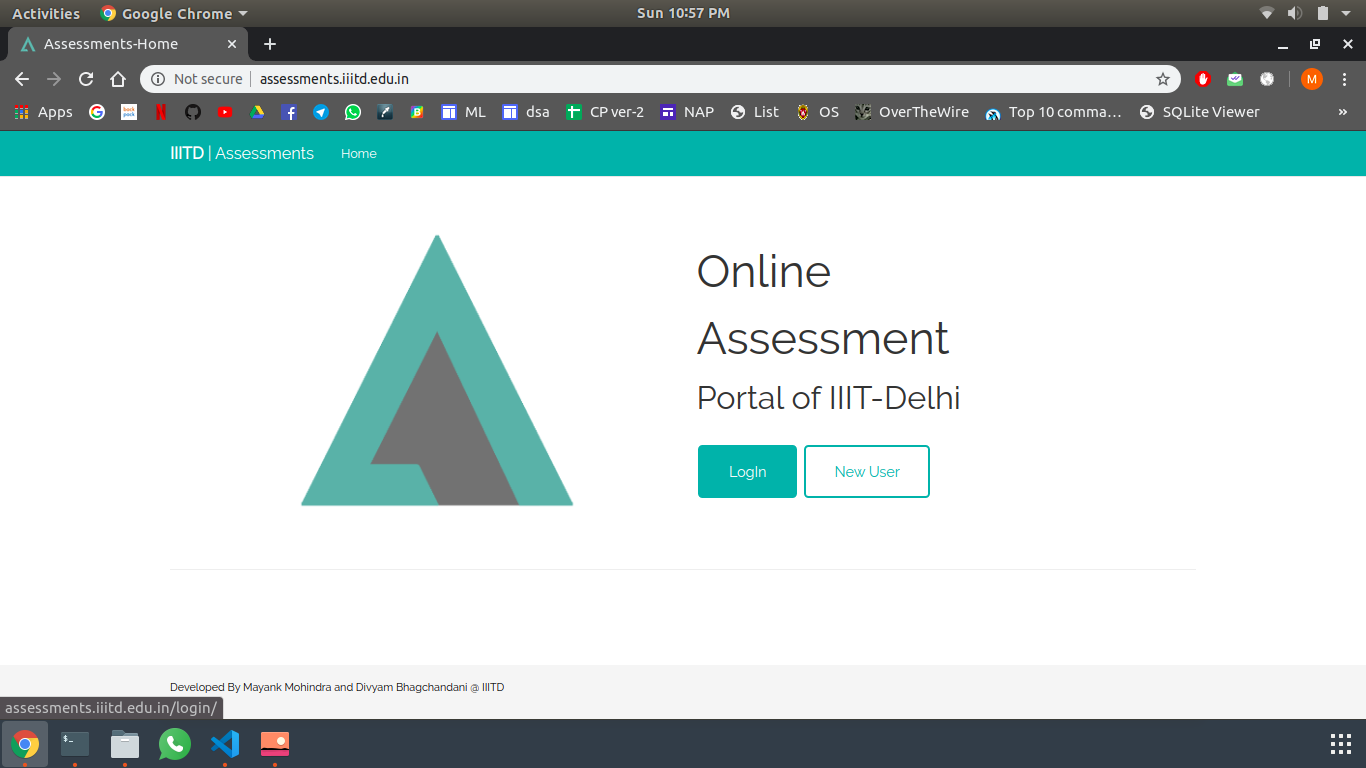 Activities Google Chrome Sun 10:57 PM
Assessments-Home
Not secure assessments.iiitd.edu.in M
Apps ML dsa CP ver-2 NAP List OS OverTheWire Top 10 comma… SQLite Viewer »
IIITD | Assessments Home
Online
Assessment
Portal of IIIT-Delhi
LogIn New User
Developed By Mayank Mohindra and Divyam Bhagchandani @ IIITD
assessments.iiitd.edu.in/login/